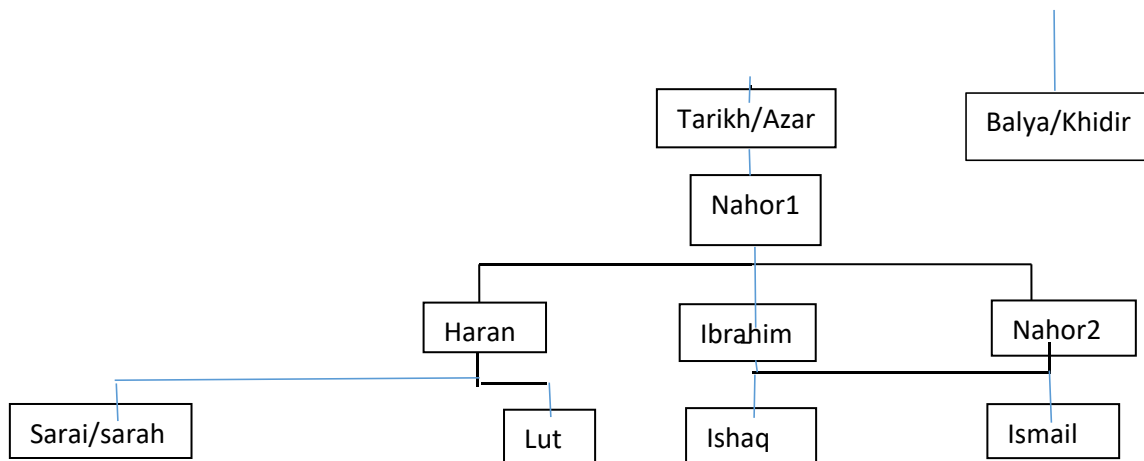 Tarikh/Azar
Balya/Khidir
Nahor1
Haran
Ibrahim
Nahor2
Sarai/sarah
Lut
Ishaq
Ismail